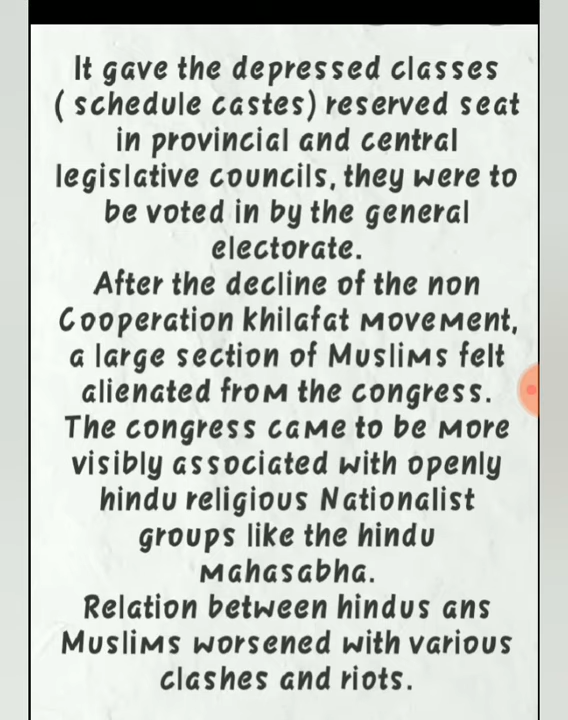 It gave the depressed classes
( schedule castes) reserved seat
in provincial and central
legislative councils, they were to
be voted in by the general
electorate.
After the decline of the non
Cooperation khilafat movement,
a large section of Muslims felt
alienated from the congress.
The congress came to be more
visibly associated with openly
hindu religious Nationalist
groups like the hindu
mahasabha.
Relation between hindus ans
Muslims worsened with various
clashes and riots.